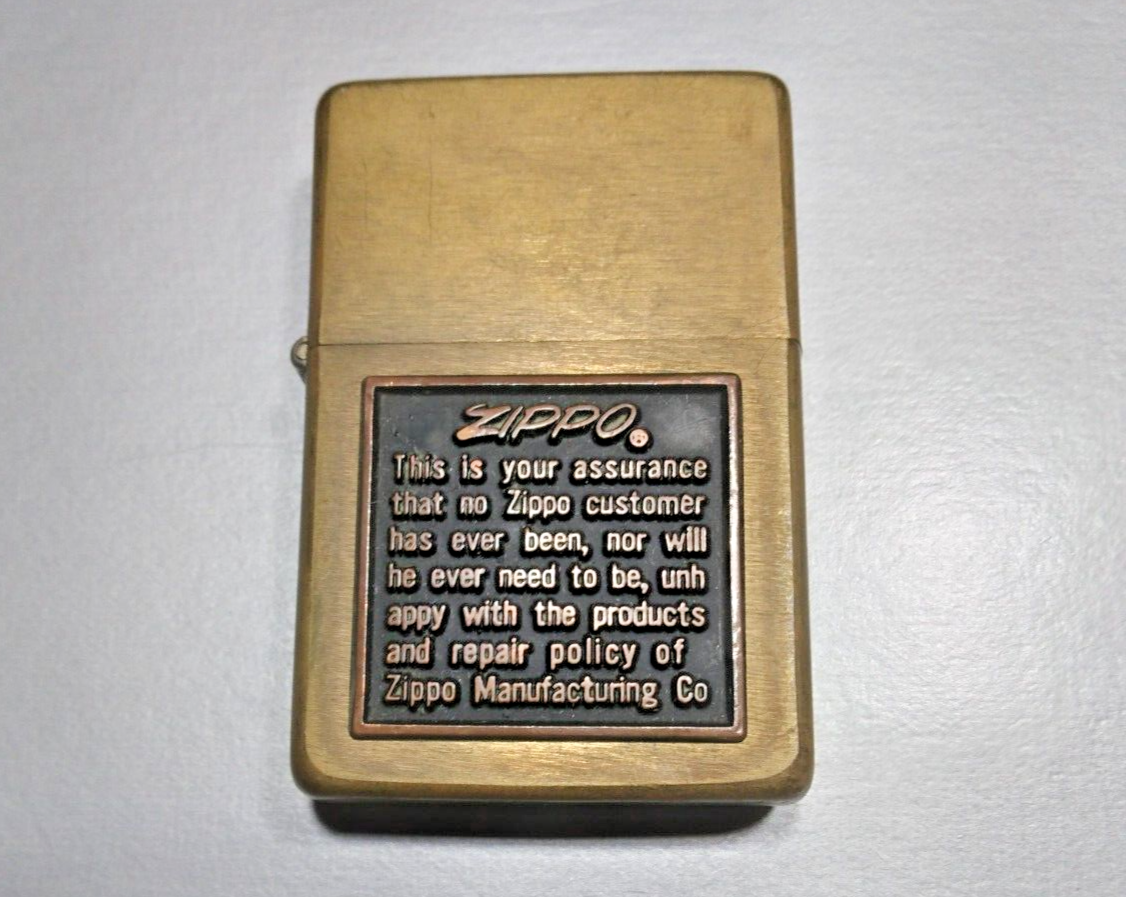 ZIPPO®
This is your assurance
that no Zippo customer
has ever been, nor will
he ever need to be, unh
appy with the products
and repair policy of
Zippo Manufacturing Co